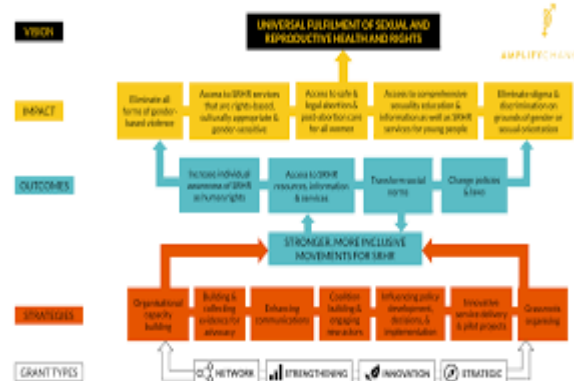 VISION
UNIVERSAL FULFILMENT OF SEXUAL AND
REPRODUCTIVE HEALTH AND RIGHTS
AMPLIFYCHANGE
IMPACT
Eliminate all
forms of gender-
based violence
Access to SRHR services
that are rights-based,
culturally appropriate &
gender-sensitive
Access to safe &
legal abortion &
post-abortion care
for all women
Access to comprehensive
sexuality education &
information as well as SRHR
services for young people
Eliminate stigma &
discrimination on
grounds of gender or
sexual orientation
OUTCOMES
Increase individual
awareness of SRHR
as human rights
Access to SRHR
resources, information
& services
Transform social
norms
Change policies
& laws
STRONGER, MORE INCLUSIVE
MOVEMENTS FOR SRHR
STRATEGIES
Organisational
capacity
building
Building &
collecting
evidence for
advocacy
Enhancing
communications
Coalition
building &
engaging
new actors
Influencing policy
development,
decisions, &
implementation
Innovative
service delivery
& pilot projects
Grassroots
organising
GRANT TYPES
NETWORK
STRENGTHENING
INNOVATION
STRATEGIC